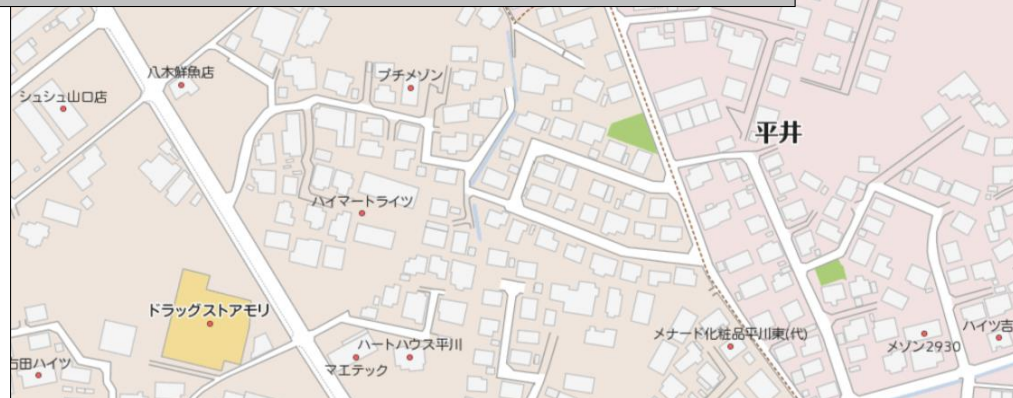 八木鮮魚店
プチメゾン
シュシュ山口店
平井
ハイマートライツ
ドラッグストアモリ
メナード化粧品平川東(代)
ハイツ吉
ハートハウス平川
メゾン2930
古田ハイツ
マエテック